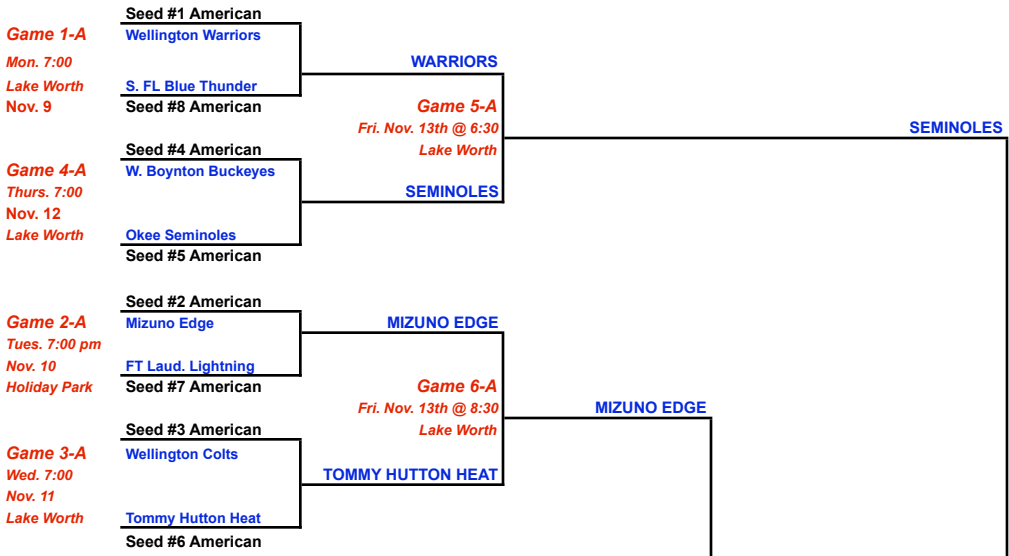 Seed #1 American
Game 1-A
Wellington Warriors
Mon. 7:00
WARRIORS
Lake Worth
S. FL Blue Thunder
Nov. 9
Seed #8 American
Game 5-A
Fri. Nov. 13th @ 6:30
SEMINOLES
Lake Worth
Seed #4 American
Game 4-A
W. Boynton Buckeyes
Thurs. 7:00
SEMINOLES
Nov. 12
Lake Worth
Okee Seminoles
Seed #5 American
Seed #2 American
Game 2-A
Mizuno Edge
MIZUNO EDGE
Tues. 7:00 pm
Nov. 10
FT Laud. Lightning
Holiday Park
Seed #7 American
Game 6-A
Fri. Nov. 13th @ 8:30
MIZUNO EDGE
Lake Worth
Seed #3 American
Game 3-A
Wellington Colts
Wed. 7:00
TOMMY HUTTON HEAT
Nov. 11
Lake Worth
Tommy Hutton Heat
Seed #6 American